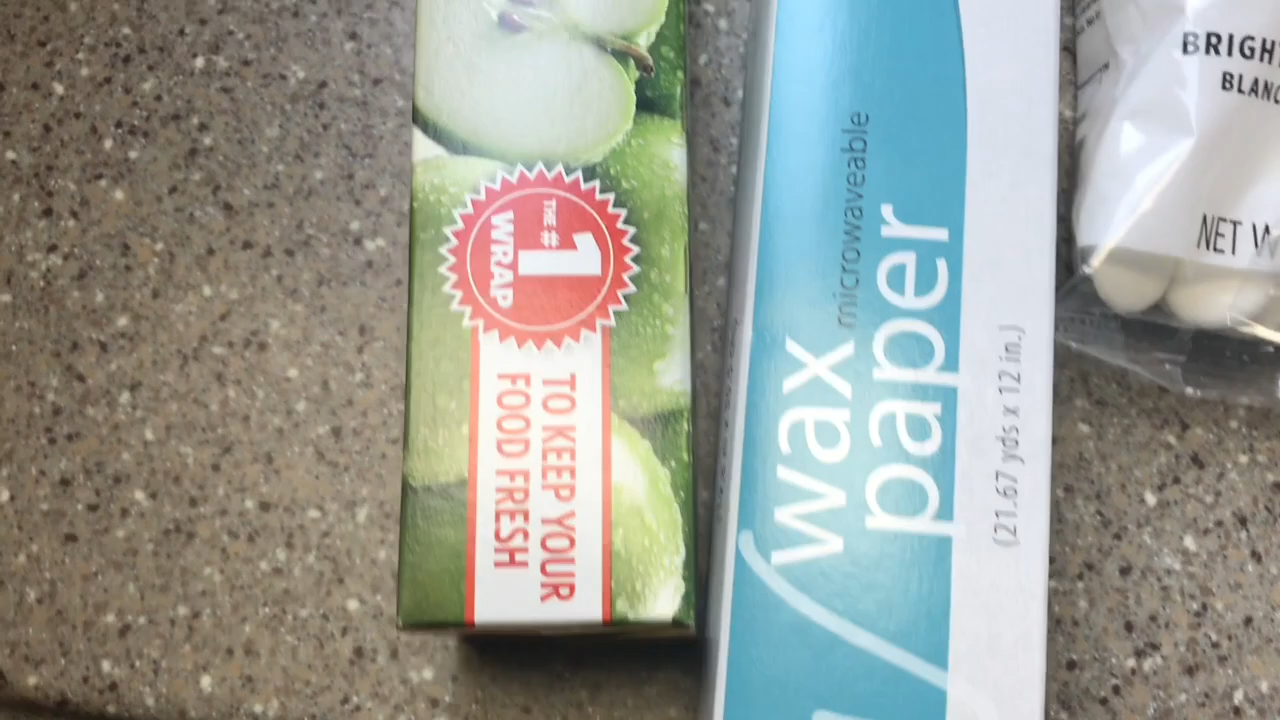 THE
#1
WRAP
TO KEEP YOUR
FOOD FRESH
wax
microwaveable
paper
(21.67 yds x 12 in.)
BRIGHT
BLANC
NET W